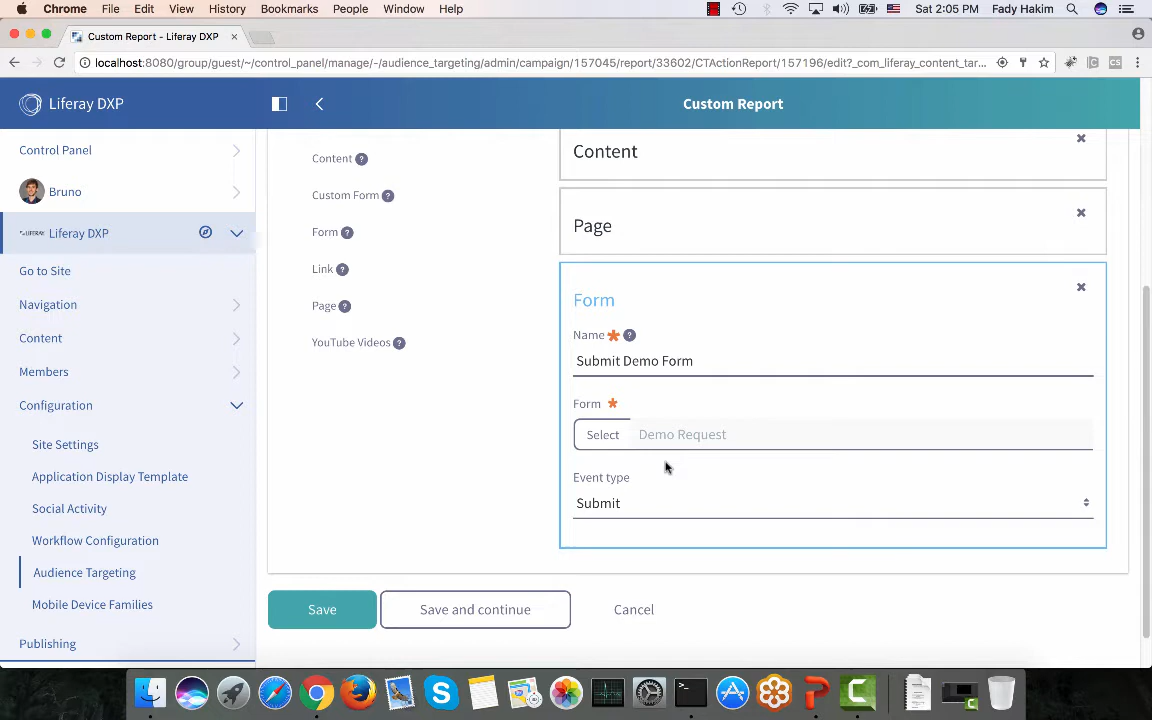 Chrome File Edit View History Bookmarks People Window Help Sat 2:05 PM Fady Hakim
Custom Report - Liferay DXP
localhost:8080/group/guest/~/control_panel/manage/-/audience_targeting/admin/campaign/157045/report/33602/CTActionReport/157196/edit?_com_liferay_content_tar...
Liferay DXP
Custom Report
Control Panel
Bruno
Liferay DXP
Go to Site
Navigation
Content
Members
Configuration
Site Settings
Application Display Template
Social Activity
Workflow Configuration
Audience Targeting
Mobile Device Families
Publishing
Content
Custom Form
Form
Link
Page
YouTube Videos
Content
Page
Form
Name
Submit Demo Form
Form
Select Demo Request
Event type
Submit
Save Save and continue Cancel